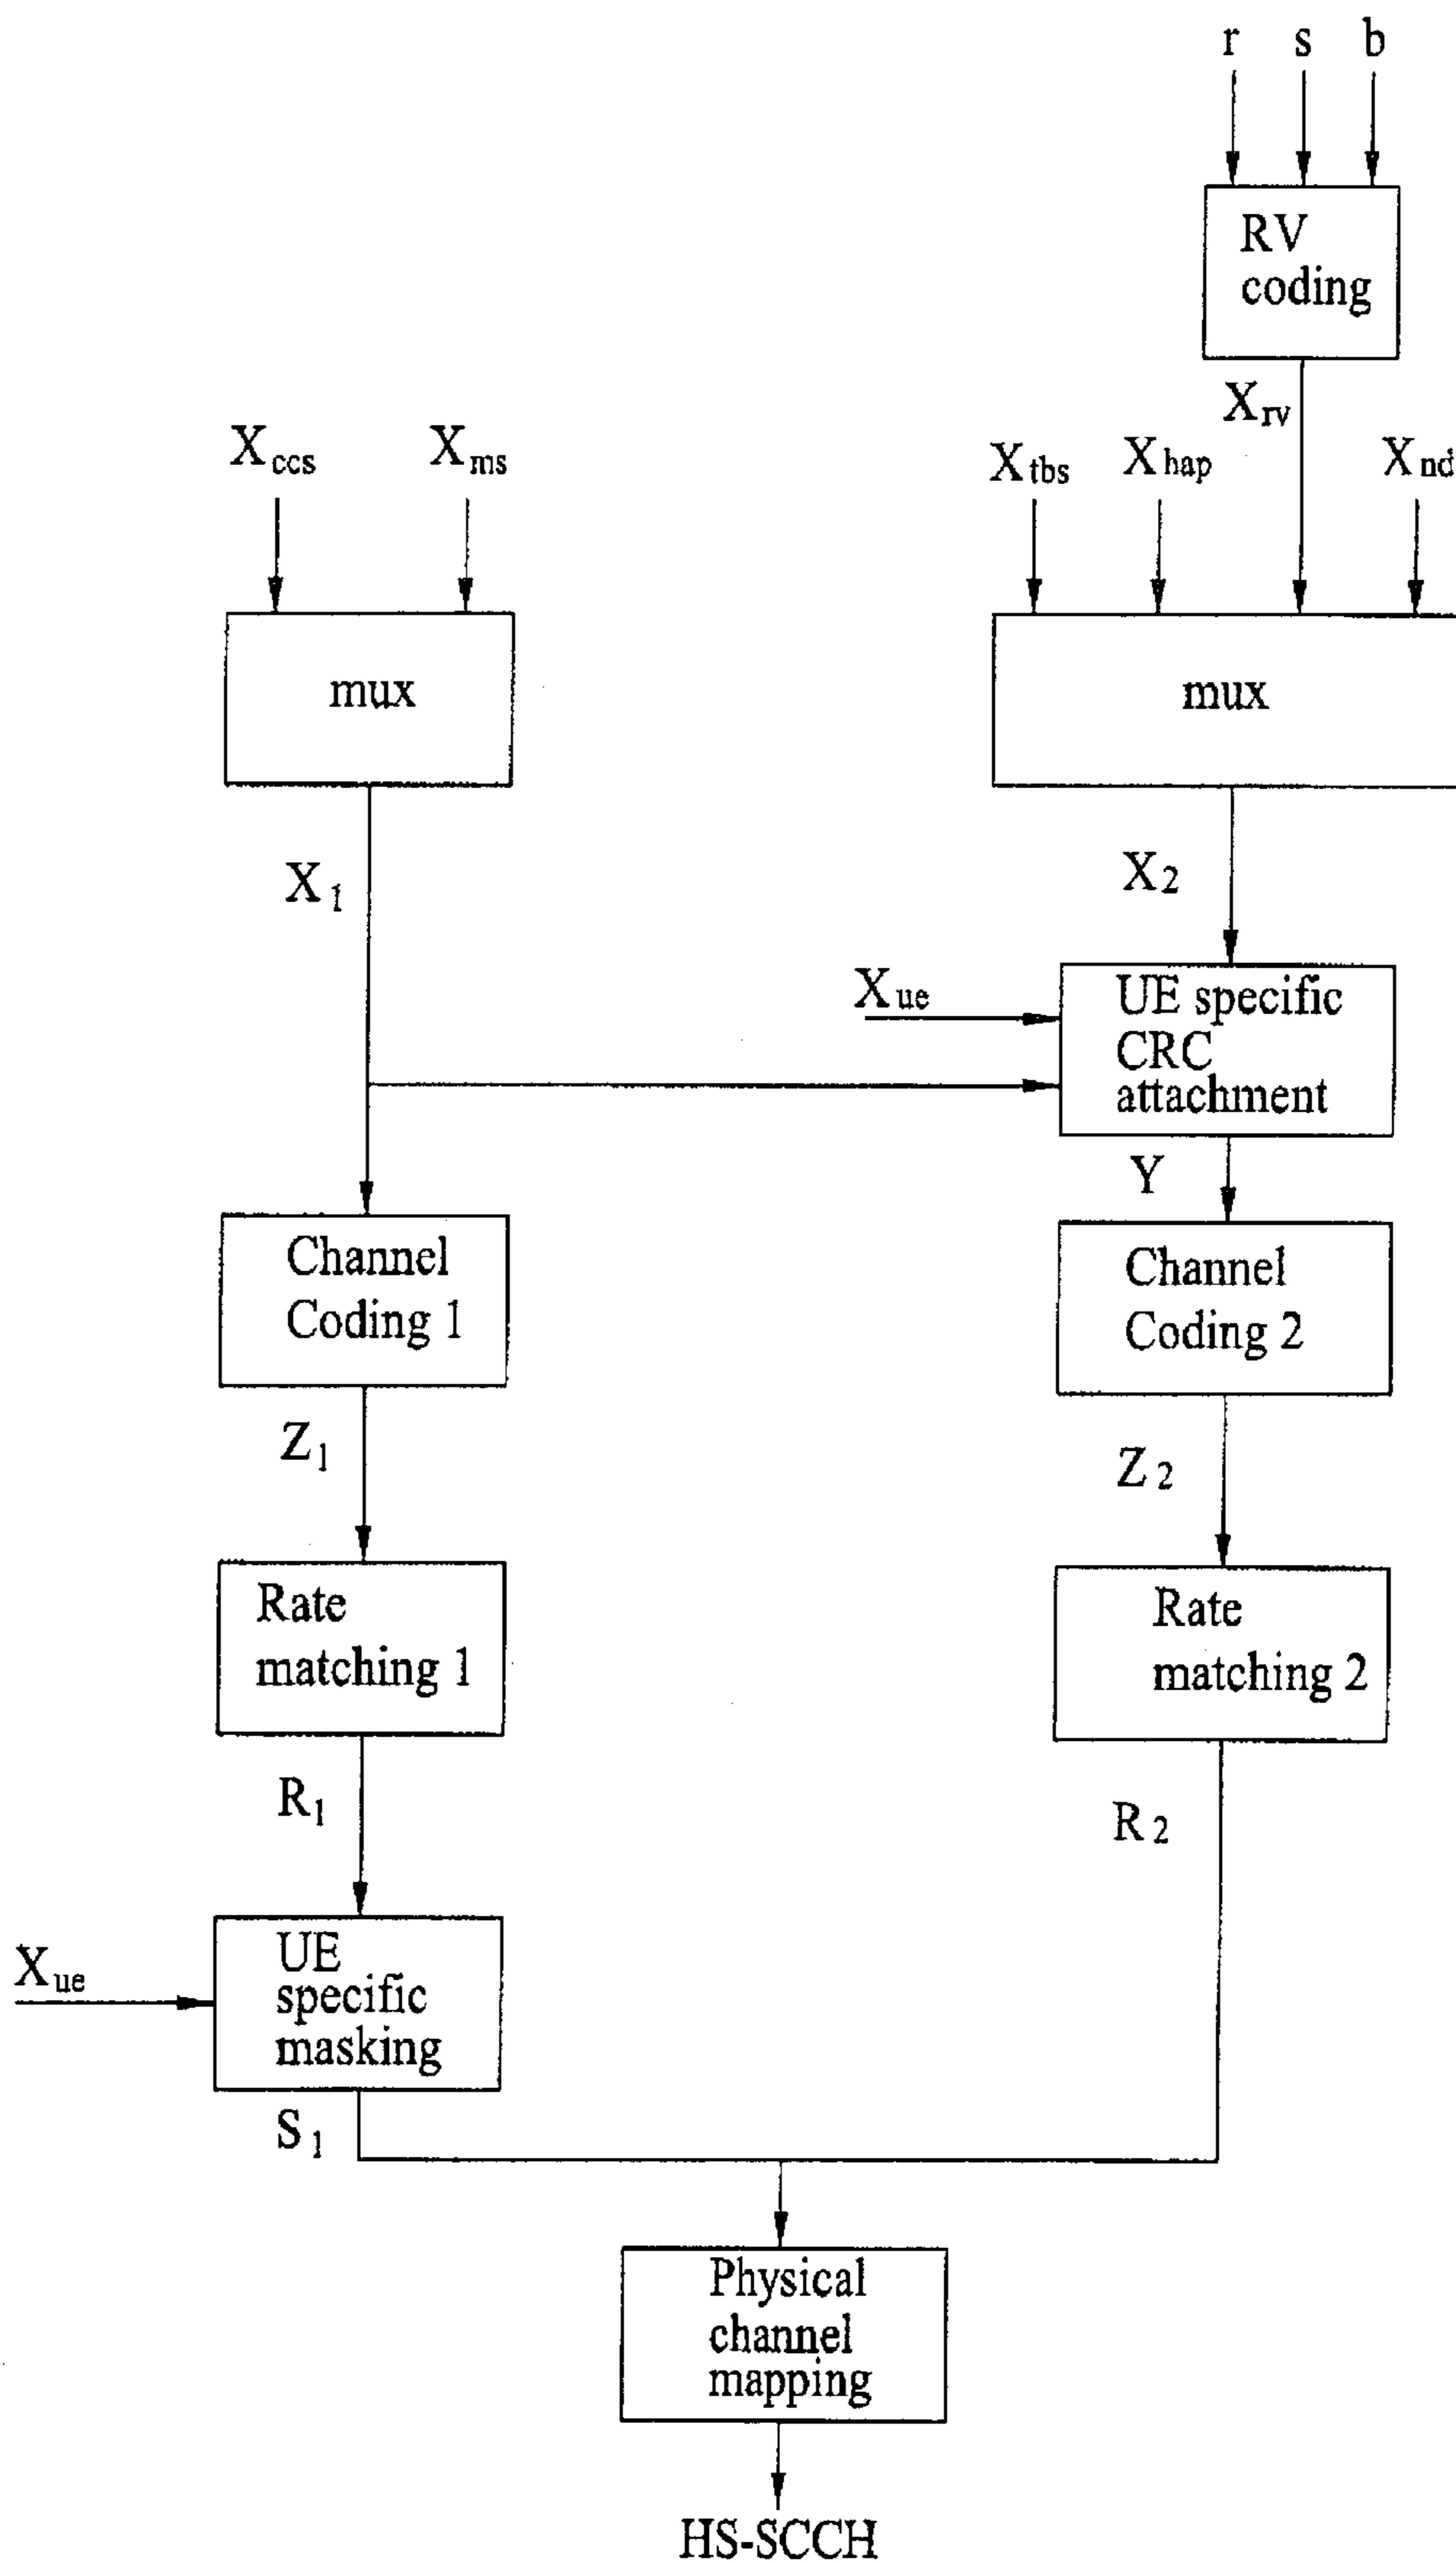 r s b
RV
coding
Xrv
Xccs Xms
Xtbs Xhap Xnd
mux mux
X1 X2
Xue
UE specific
CRC
attachment
Y
Channel
Coding 1
Channel
Coding 2
Z1 Z2
Rate
matching 1
Rate
matching 2
R1 R2
Xue
UE
specific
masking
S1
Physical
channel
mapping
HS-SCCH